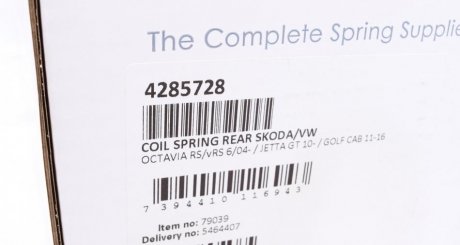 The Complete Spring Supplie
4285728
COIL SPRING REAR SKODA/VW
OCTAVIA RS/vRS 6/04- / JETTA GT 10- / GOLF CAB 11-16
7 394410 116943
Item no: 79039
Delivery no: 5464407